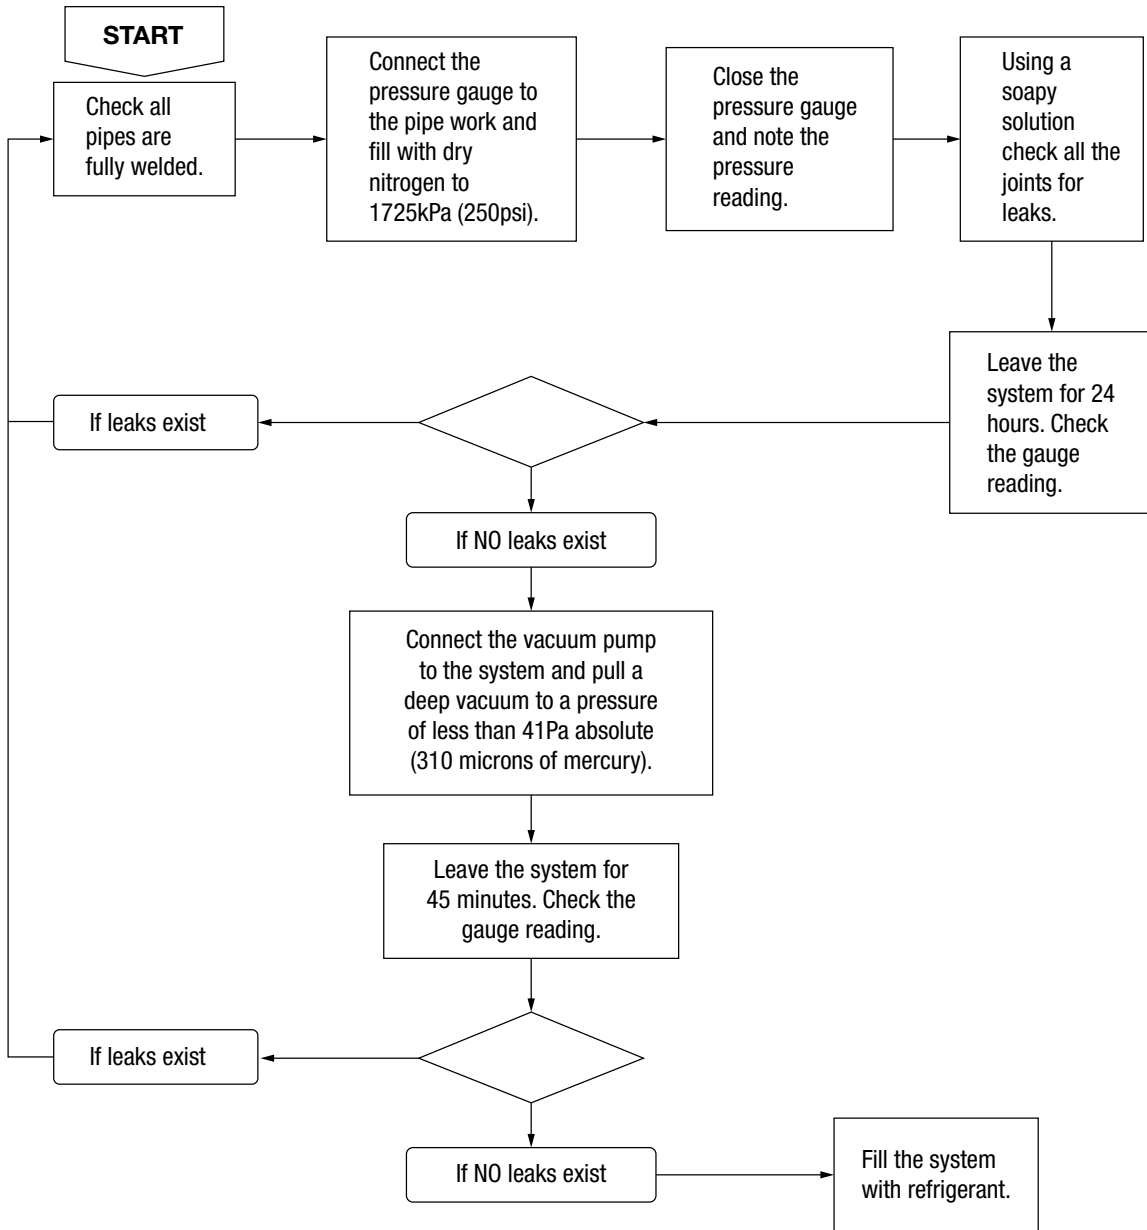 START
Check all
pipes are
fully welded.
Connect the
pressure gauge to
the pipe work and
fill with dry
nitrogen to
1725kPa (250psi).
Close the
pressure gauge
and note the
pressure
reading.
Using a
soapy
solution
check all the
joints for
leaks.
Leave the
system for 24
hours. Check
the gauge
reading.
If leaks exist
If NO leaks exist
Connect the vacuum pump
to the system and pull a
deep vacuum to a pressure
of less than 41Pa absolute
(310 microns of mercury).
Leave the system for
45 minutes. Check the
gauge reading.
If leaks exist
If NO leaks exist
Fill the system
with refrigerant.